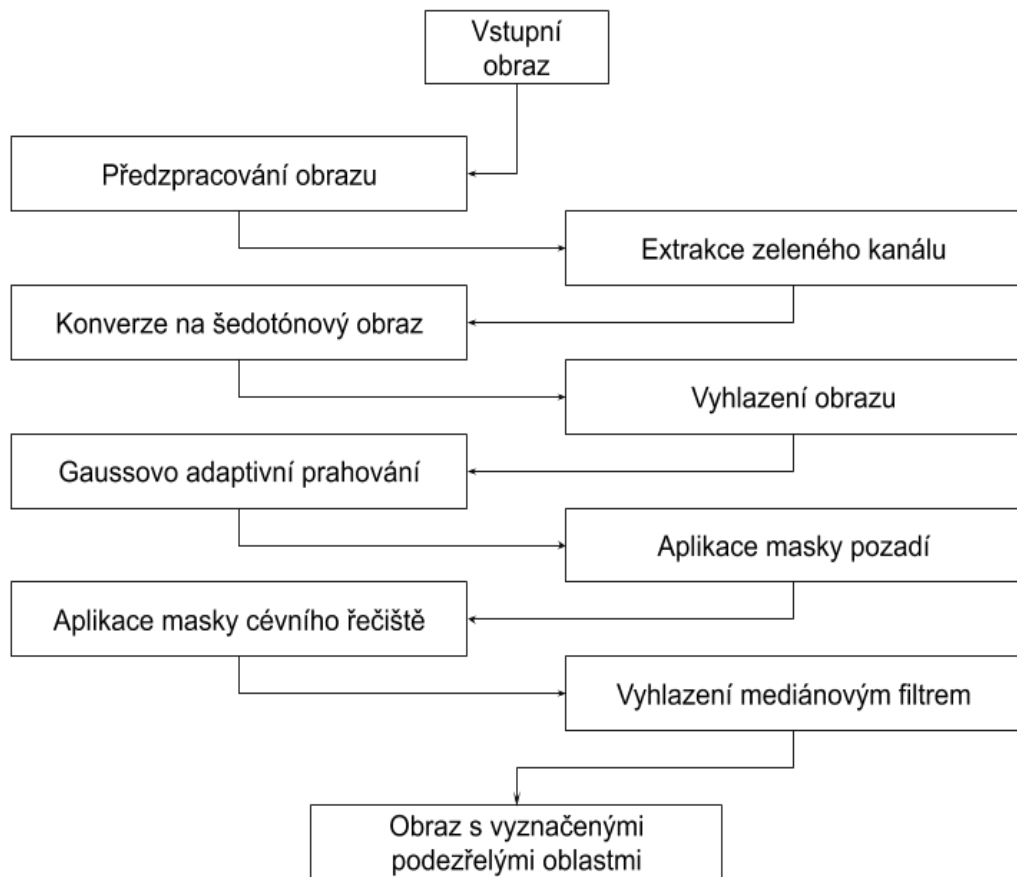 Vstupní
obraz
Předzpracování obrazu
Extrakce zeleného kanálu
Konverze na šedotónový obraz
Vyhlazení obrazu
Gaussovo adaptivní prahování
Aplikace masky pozadí
Aplikace masky cévního řečiště
Vyhlazení mediánovým filtrem
Obraz s vyznačenými
podezřelými oblastmi